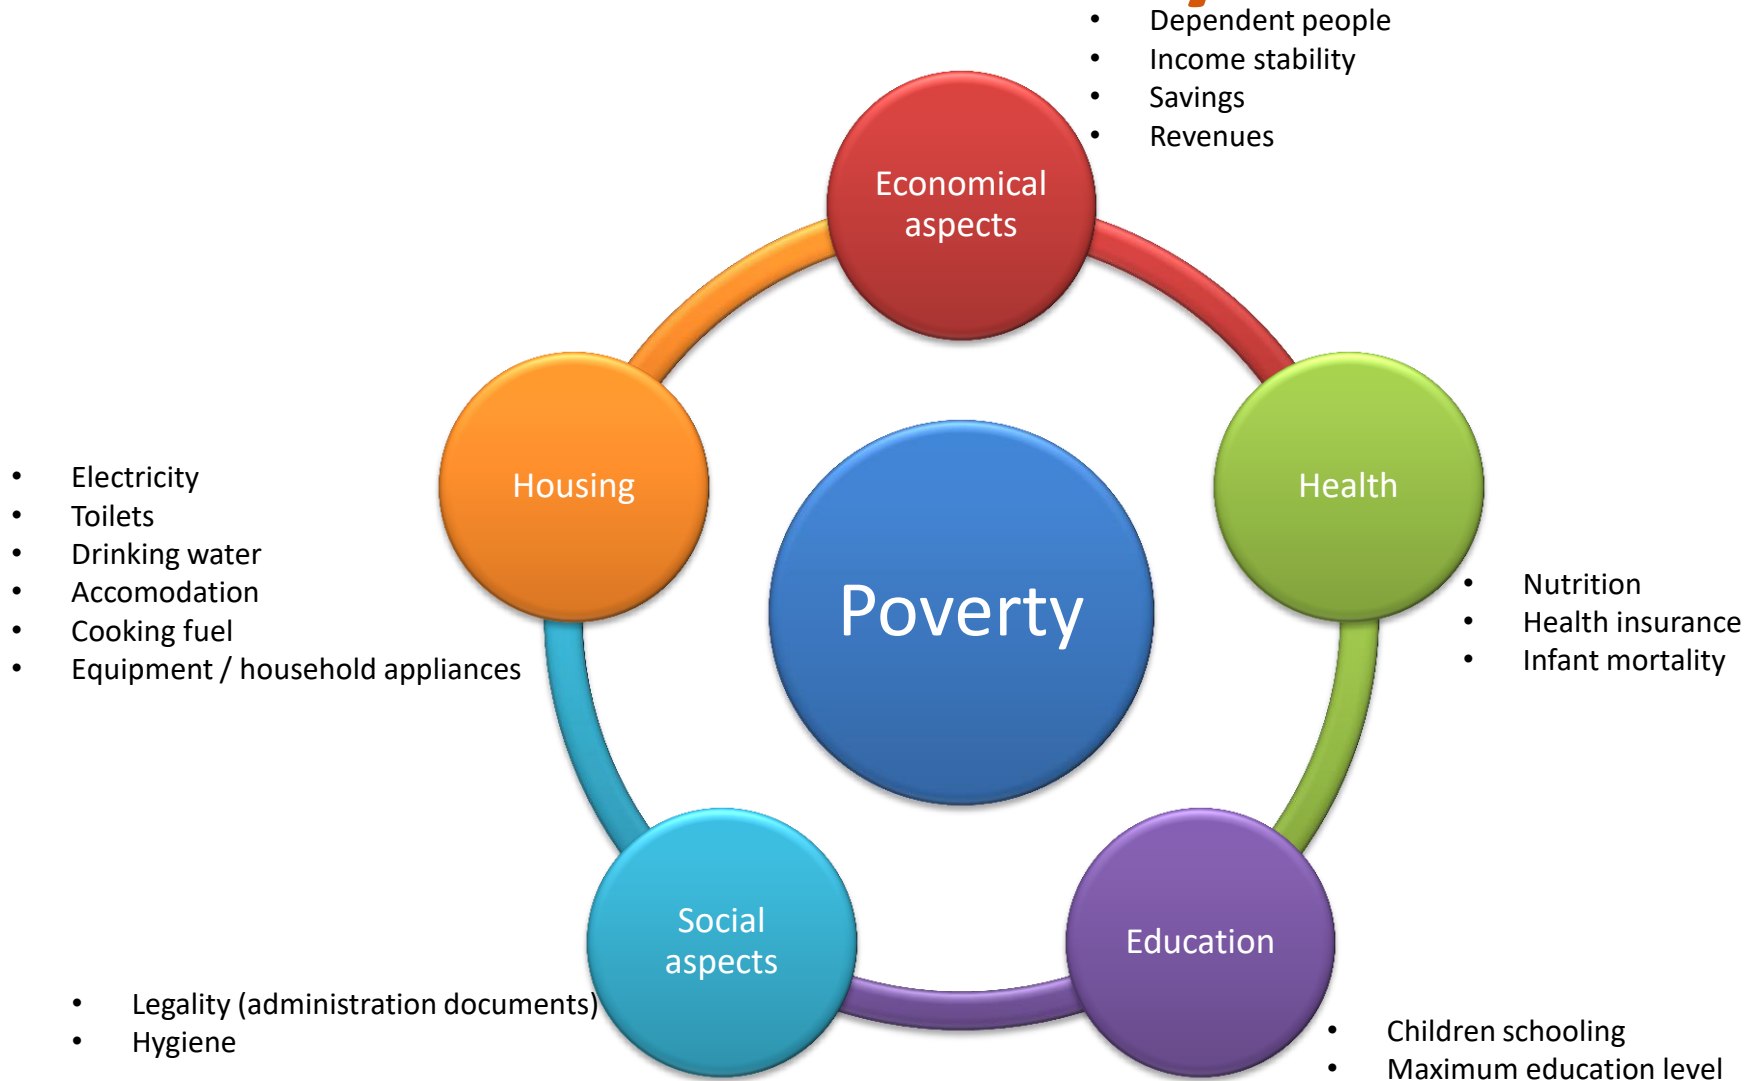 • Dependent people
• Income stability
• Savings
• Revenues
Economical
aspects
Housing
Health
• Electricity
• Toilets
• Drinking water
• Accomodation
• Cooking fuel
• Equipment / household appliances
Poverty
• Nutrition
• Health insurance
• Infant mortality
Social
aspects
Education
• Legality (administration documents)
• Hygiene
• Children schooling
• Maximum education level